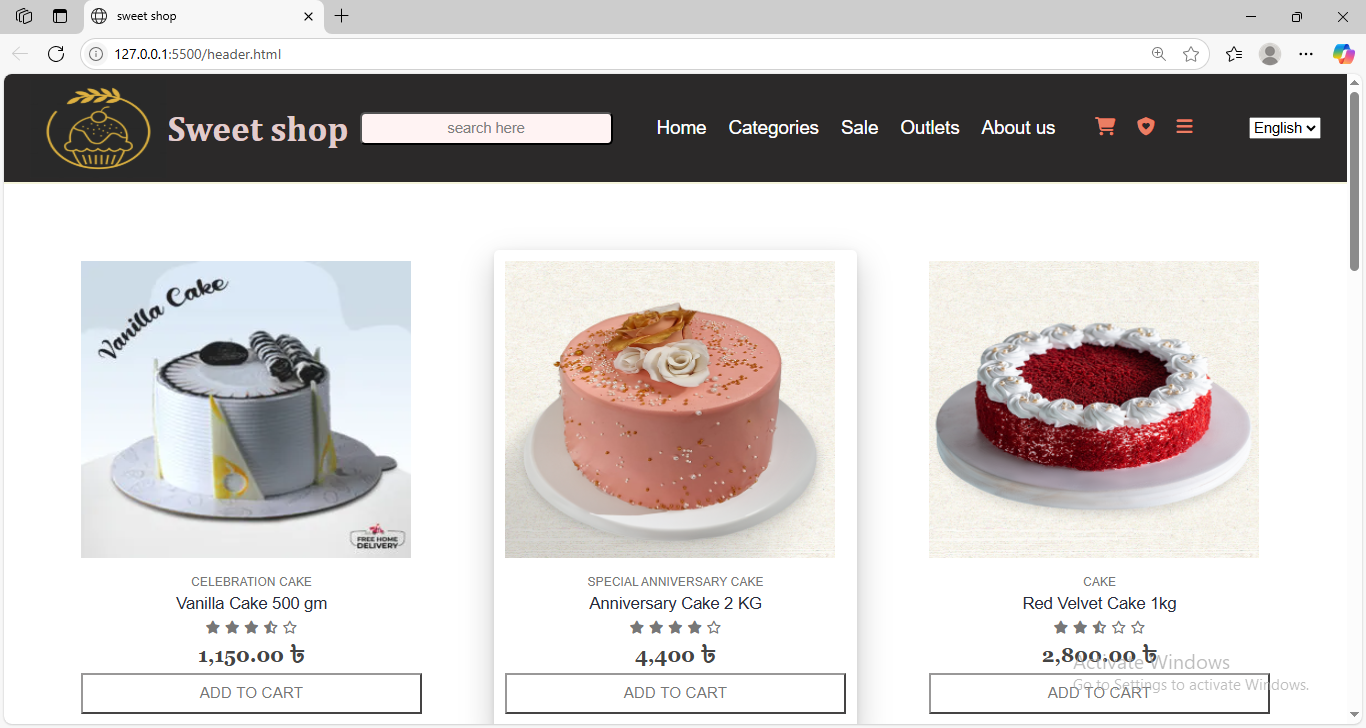 sweet shop
127.0.0.1:5500/header.html
Sweet shop
search here
Home Categories Sale Outlets About us
English
Vanilla Cake
FREE HOME
DELIVERY
CELEBRATION CAKE
Vanilla Cake 500 gm
1,150.00 ৳
ADD TO CART
SPECIAL ANNIVERSARY CAKE
Anniversary Cake 2 KG
4,400 ৳
ADD TO CART
CAKE
Red Velvet Cake 1kg
2,800.00 ৳
ADD TO CART
Activate Windows
Go to Settings to activate Windows.